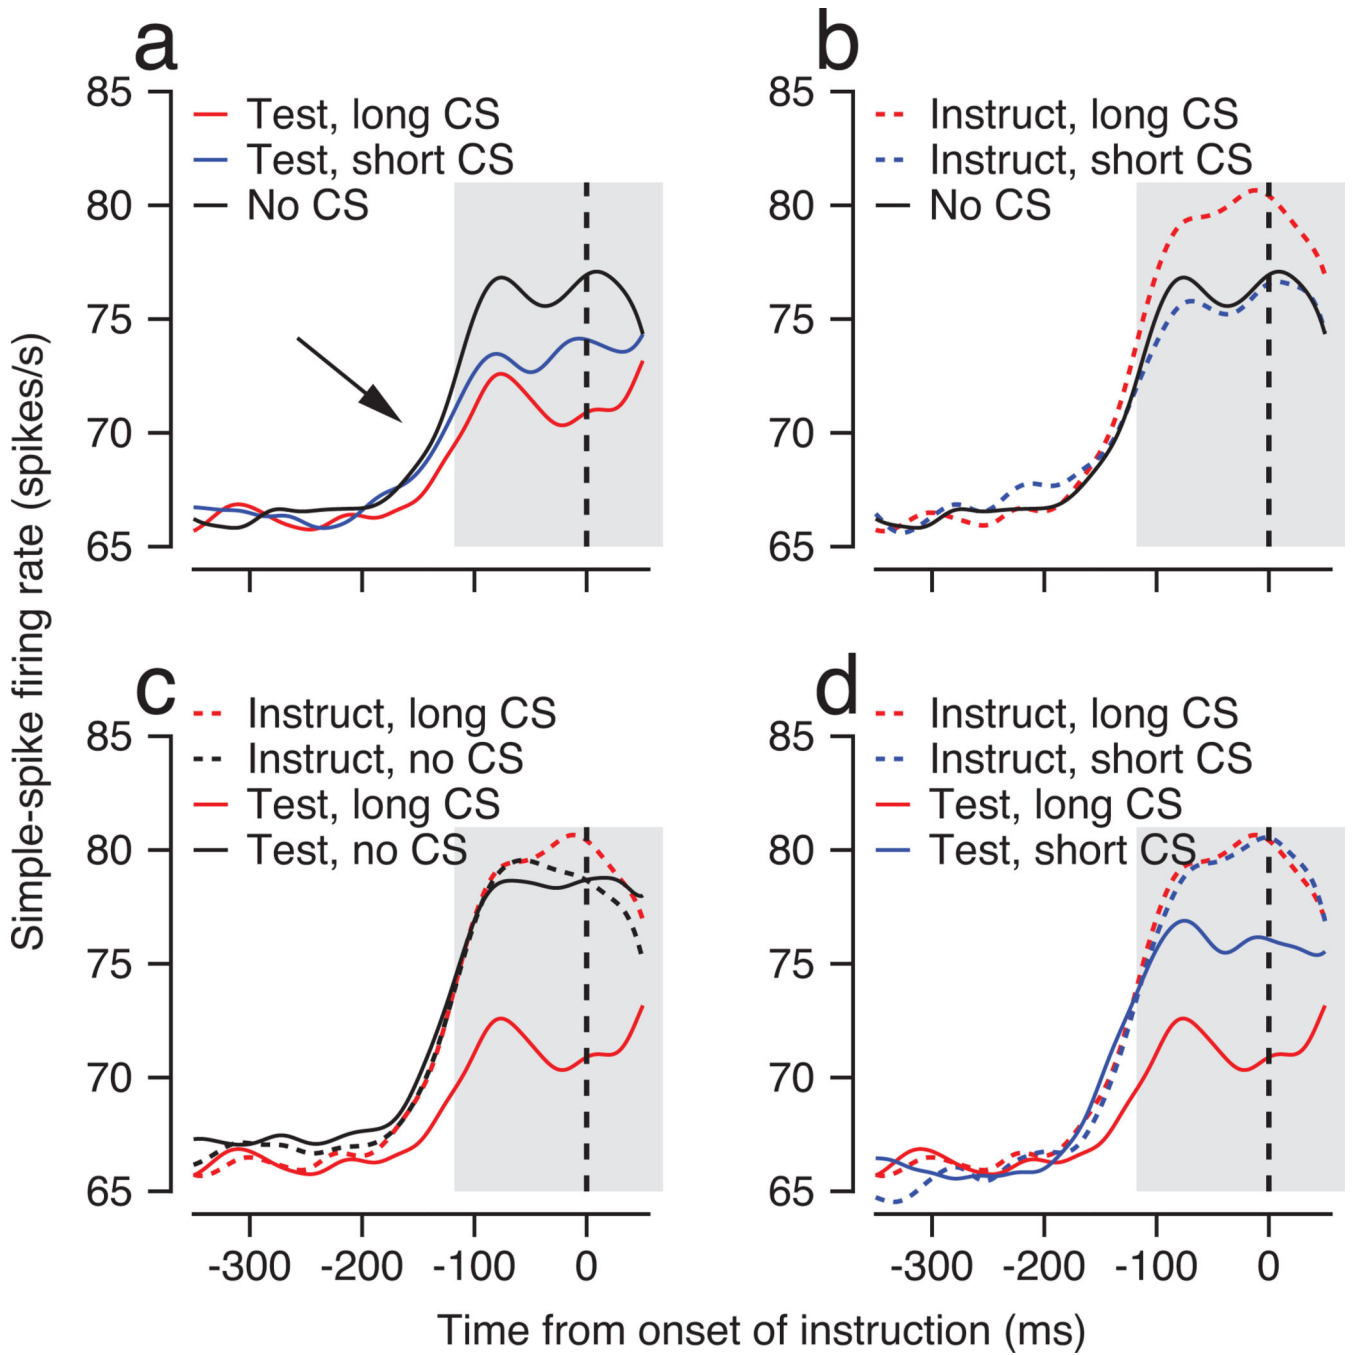 a
85
80
75
70
65
Test, long CS
Test, short CS
No CS
b
85
80
75
70
65
Instruct, long CS
Instruct, short CS
No CS
Simple-spike firing rate (spikes/s)
c
85
80
75
70
65
Instruct, long CS
Instruct, no CS
Test, long CS
Test, no CS
-300 -200 -100 0
d
85
80
75
70
65
Instruct, long CS
Instruct, short CS
Test, long CS
Test, short CS
-300 -200 -100 0
Time from onset of instruction (ms)